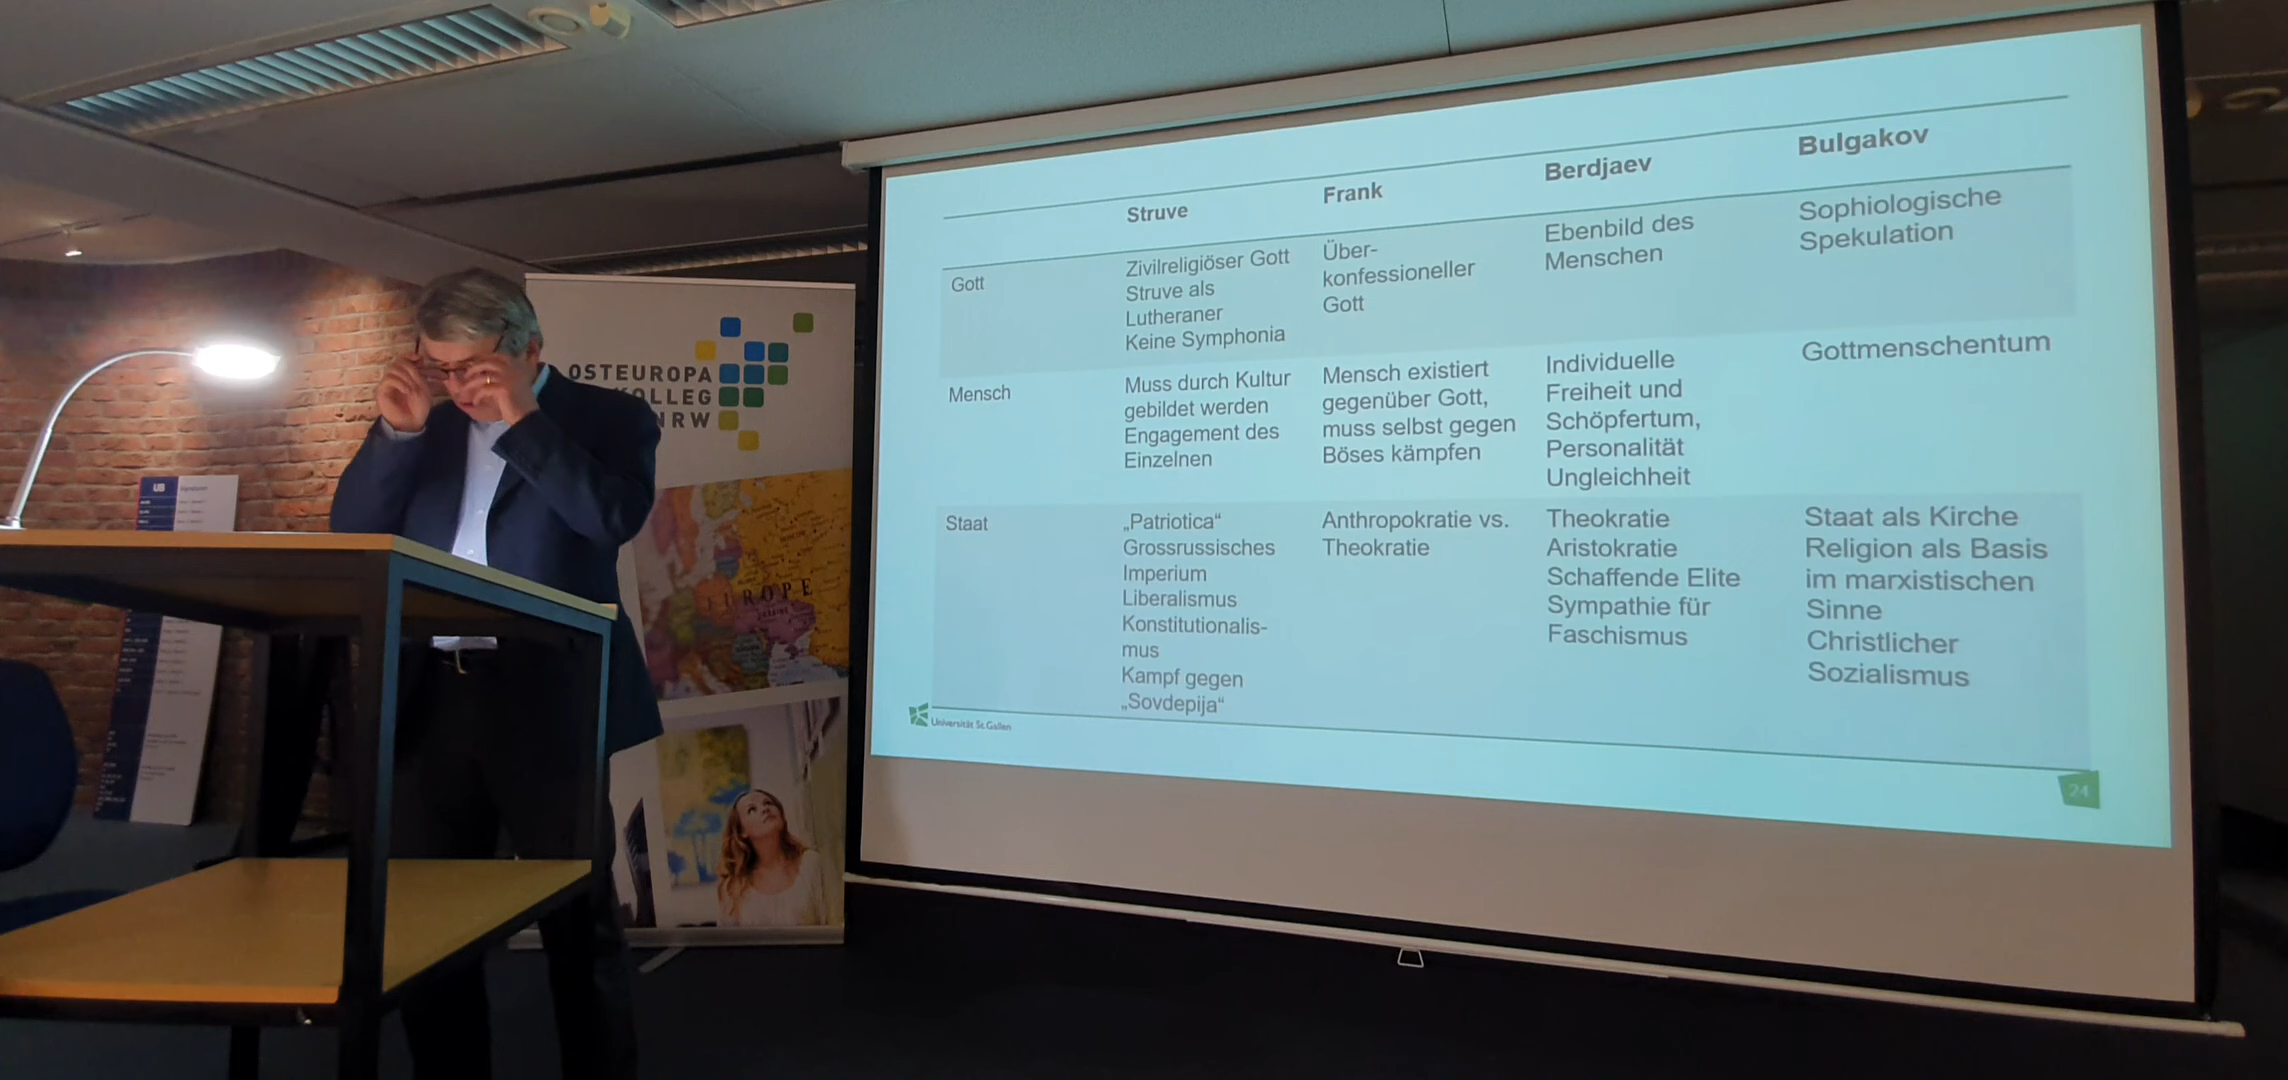 OSTEUROPA
KOLLEG
NRW
EUROPE
UB
Struve
Frank
Berdjaev
Bulgakov
Gott
Zivilreligiöser Gott
Struve als
Lutheraner
Keine Symphonia
Über-
konfessioneller
Gott
Ebenbild des
Menschen
Sophiologische
Spekulation
Mensch
Muss durch Kultur
gebildet werden
Engagement des
Einzelnen
Mensch existiert
gegenüber Gott,
muss selbst gegen
Böses kämpfen
Individuelle
Freiheit und
Schöpfertum,
Personalität
Ungleichheit
Gottmenschentum
Staat
„Patriotica“
Grossrussisches
Imperium
Liberalismus
Konstitutionalis-
mus
Kampf gegen
„Sovdepija“
Anthropokratie vs.
Theokratie
Theokratie
Aristokratie
Schaffende Elite
Sympathie für
Faschismus
Staat als Kirche
Religion als Basis
im marxistischen
Sinne
Christlicher
Sozialismus
Universität St.Gallen
24